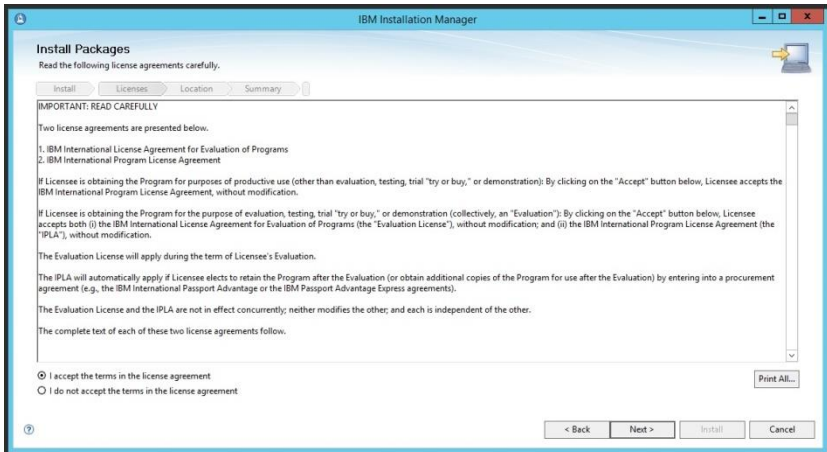 IBM Installation Manager
Install Packages
Read the following license agreements carefully.
Install
Licenses
Location
Summary
IMPORTANT: READ CAREFULLY
Two license agreements are presented below.
1. IBM International License Agreement for Evaluation of Programs
2. IBM International Program License Agreement
If Licensee is obtaining the Program for purposes of productive use (other than evaluation, testing, trial "try or buy," or demonstration): By clicking on the "Accept" button below, Licensee accepts the
IBM International Program License Agreement, without modification.
If Licensee is obtaining the Program for the purpose of evaluation, testing, trial "try or buy," or demonstration (collectively, an "Evaluation"): By clicking on the "Accept" button below, Licensee
accepts both (i) the IBM International License Agreement for Evaluation of Programs (the "Evaluation License"), without modification; and (ii) the IBM International Program License Agreement (the
"IPLA"), without modification.
The Evaluation License will apply during the term of Licensee's Evaluation.
The IPLA will automatically apply if Licensee elects to retain the Program after the Evaluation (or obtain additional copies of the Program for use after the Evaluation) by entering into a procurement
agreement (e.g., the IBM International Passport Advantage or the IBM Passport Advantage Express agreements).
The Evaluation License and the IPLA are not in effect concurrently; neither modifies the other; and each is independent of the other.
The complete text of each of these two license agreements follow.
I accept the terms in the license agreement
I do not accept the terms in the license agreement
Print All...
< Back
Next >
Install
Cancel